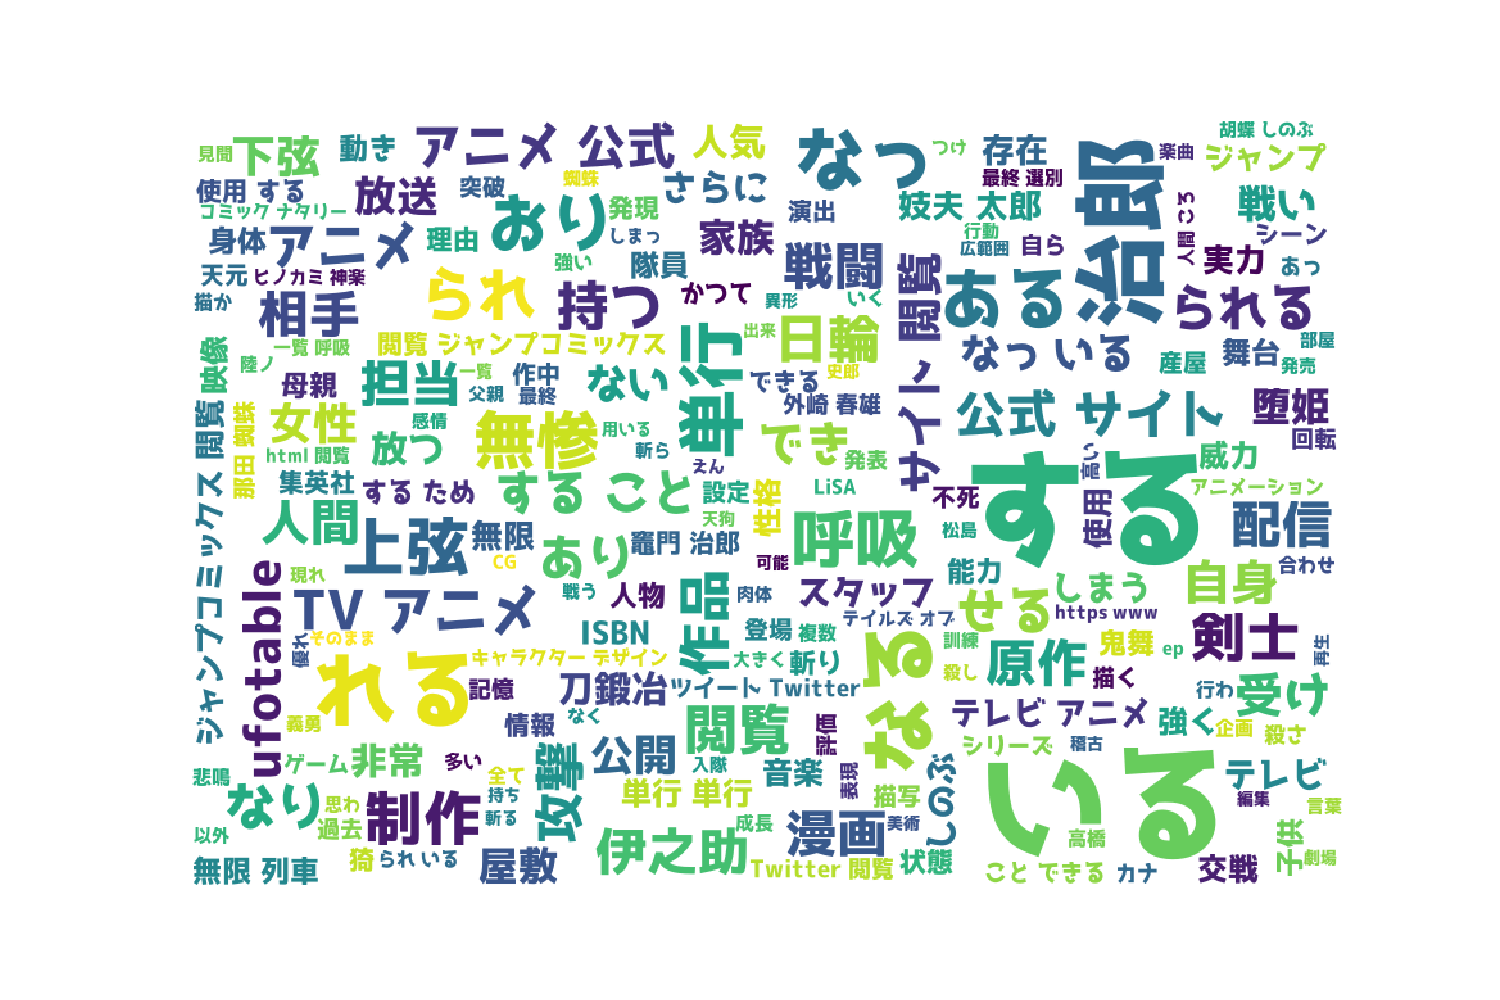 胡蝶 しのぶ
見聞
下弦
動き
アニメ 公式
人気
なっ
つけ
存在
楽曲
ジャンプ
治郎
使用 する
放送
突破
蜘蛛
さらに
最終 選別
コミック ナタリー
おり
発現
演出
妓夫 太郎
人間 ころ
戦い
身体
アニメ
理由
しまっ
家族
行動
広範囲
自ら
実力
シーン
天元
ヒノカミ 神楽
強い
隊員
戦闘
サイト 閲覧
ある
あっ
描か
相手
られ
持つ
かつて
異形
いく
られる
映像
一覧 呼吸
閲覧 ジャンプコミックス
単行
出来
日輪
なっ いる
舞台
部屋
陸ノ
産屋
発売
母親
担当
一覧
作中
ない
できる
史郎
父親
最終
外崎 春雄
公式 サイト
堕姫
ジャンプコミックス 閲覧
那田 蜘蛛
女性
感情
無惨
用いる
でき
回転
放つ
斬ら
html 閲覧
えん
発表
高い
威力
する
集英社
する ため
する こと
設定
性格
LiSA
不死
使用
アニメーション
人間
上弦
無限
天狗
呼吸
松島
配信
あり
竈門 治郎
CG
可能
合わせ
ufotable
現れ
能力
TV アニメ
戦う
人物
作品
肉体
スタッフ
せる
しまう
自身
https www
テイルズ オブ
ISBN
登場
複数
なる
訓練
剣士
優れ
そのまま
鬼舞
ep
再生
れる
キャラクター デザイン
大きく
斬り
原作
殺し
描く
記憶
刀鍛冶
ツイート Twitter
行わ
受け
義勇
情報
なく
閲覧
評価
テレビ アニメ
強く
企画
殺さ
ゲーム
非常
多い
攻撃
公開
シリーズ
稽古
悲鳴
全て
入隊
音楽
表現
しのぶ
いる
テレビ
なり
思わ
制作
持ち
単行 単行
描写
編集
言葉
以外
過去
斬る
成長
漫画
美術
高橋
子供
伊之助
無限 列車
猗
られ いる
屋敷
Twitter 閲覧
状態
こと できる
カナ
交戦
劇場